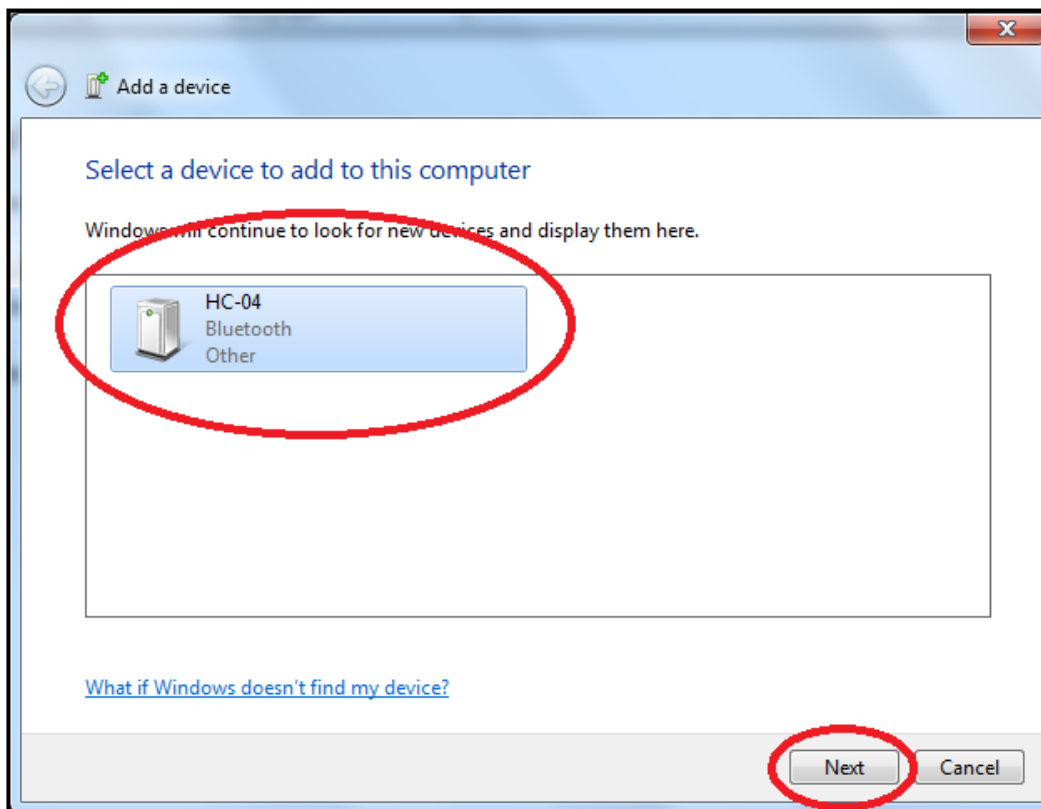 Add a device
Select a device to add to this computer
Windows will continue to look for new devices and display them here.
HC-04
Bluetooth
Other
What if Windows doesn't find my device?
Next
Cancel